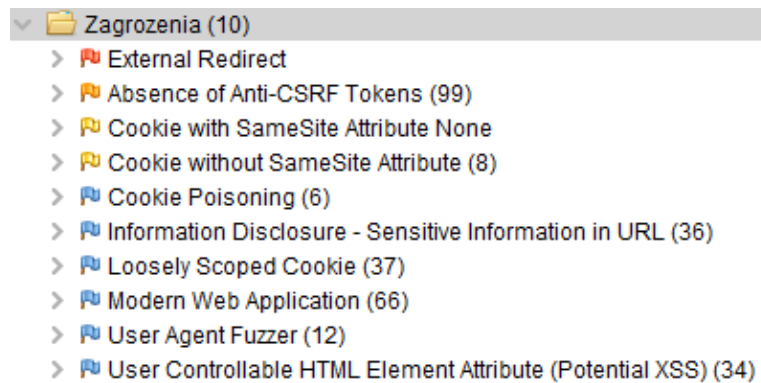 Zagrozenia (10)
External Redirect
Absence of Anti-CSRF Tokens (99)
Cookie with SameSite Attribute None
Cookie without SameSite Attribute (8)
Cookie Poisoning (6)
Information Disclosure - Sensitive Information in URL (36)
Loosely Scoped Cookie (37)
Modern Web Application (66)
User Agent Fuzzer (12)
User Controllable HTML Element Attribute (Potential XSS) (34)